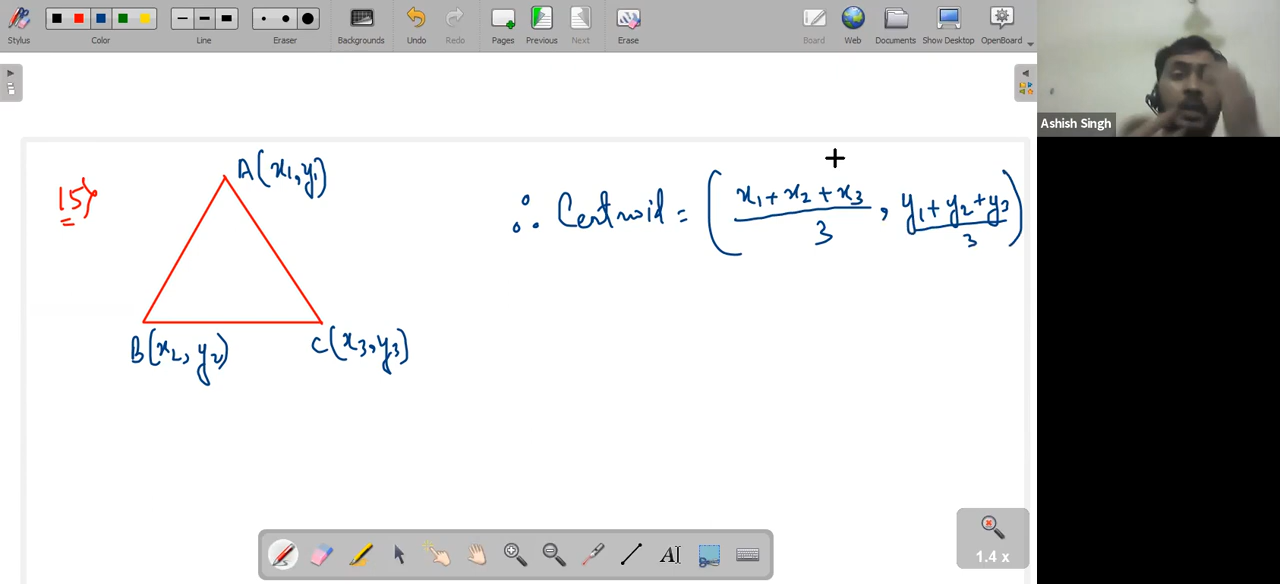 Stylus Color Line Eraser Backgrounds Undo Redo Pages Previous Next Erase Board Web Documents Show Desktop OpenBoard
Ashish Singh
15)
A(x₁, y₁)
∴ Centroid = ( x₁ + x₂ + x₃ / 3 , y₁ + y₂ + y₃ / 3 )
B(x₂, y₂)
C(x₃, y₃)
1.4 x